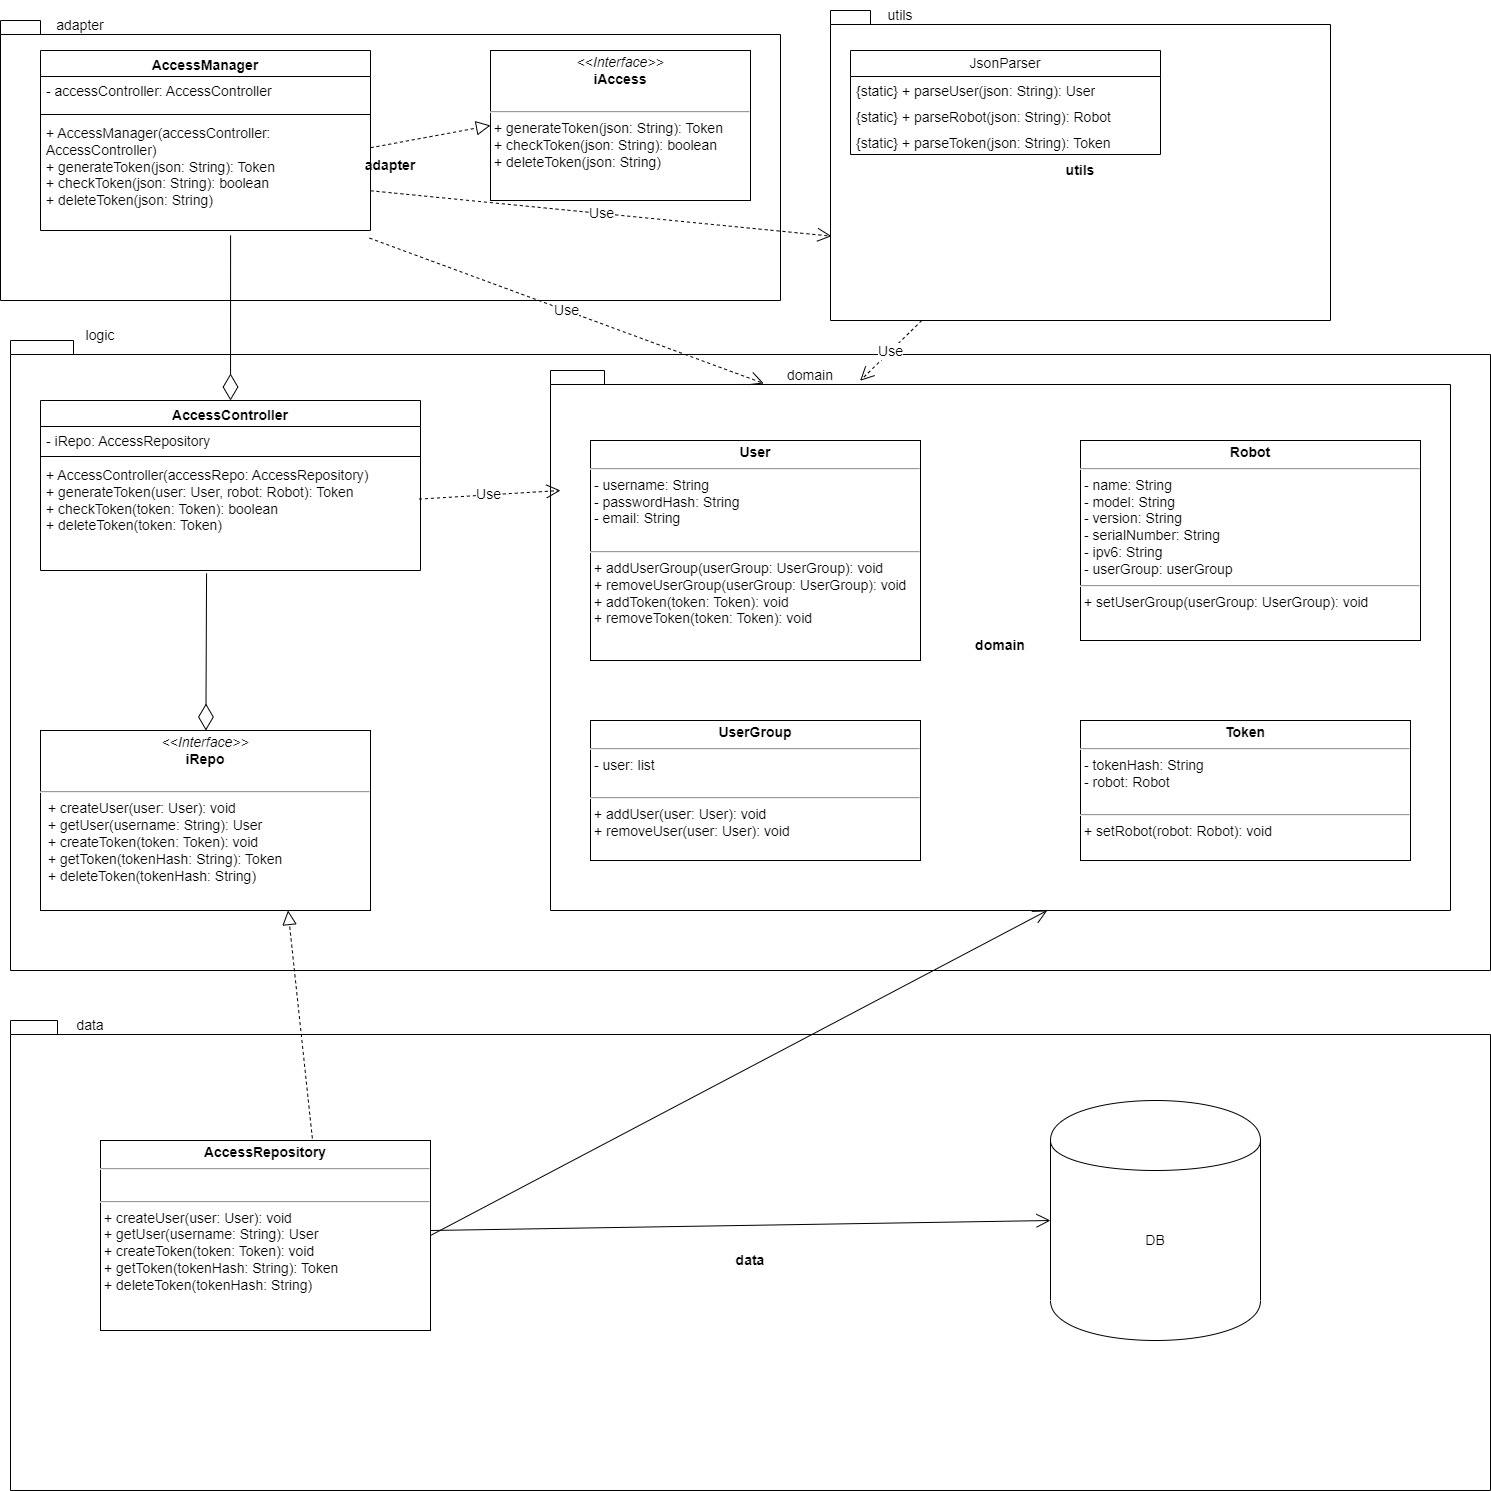 adapter
AccessManager
- accessController: AccessController
+ AccessManager(accessController:
AccessController)
+ generateToken(json: String): Token
+ checkToken(json: String): boolean
+ deleteToken(json: String)
<<Interface>>
iAccess
+ generateToken(json: String): Token
+ checkToken(json: String): boolean
+ deleteToken(json: String)
adapter
Use
Use
utils
JsonParser
{static} + parseUser(json: String): User
{static} + parseRobot(json: String): Robot
{static} + parseToken(json: String): Token
utils
Use
logic
AccessController
- iRepo: AccessRepository
+ AccessController(accessRepo: AccessRepository)
+ generateToken(user: User, robot: Robot): Token
+ checkToken(token: Token): boolean
+ deleteToken(token: Token)
Use
<<Interface>>
iRepo
+ createUser(user: User): void
+ getUser(username: String): User
+ createToken(token: Token): void
+ getToken(tokenHash: String): Token
+ deleteToken(tokenHash: String)
domain
User
- username: String
- passwordHash: String
- email: String
+ addUserGroup(userGroup: UserGroup): void
+ removeUserGroup(userGroup: UserGroup): void
+ addToken(token: Token): void
+ removeToken(token: Token): void
Robot
- name: String
- model: String
- version: String
- serialNumber: String
- ipv6: String
- userGroup: userGroup
+ setUserGroup(userGroup: UserGroup): void
domain
UserGroup
- user: list
+ addUser(user: User): void
+ removeUser(user: User): void
Token
- tokenHash: String
- robot: Robot
+ setRobot(robot: Robot): void
data
AccessRepository
+ createUser(user: User): void
+ getUser(username: String): User
+ createToken(token: Token): void
+ getToken(tokenHash: String): Token
+ deleteToken(tokenHash: String)
data
DB